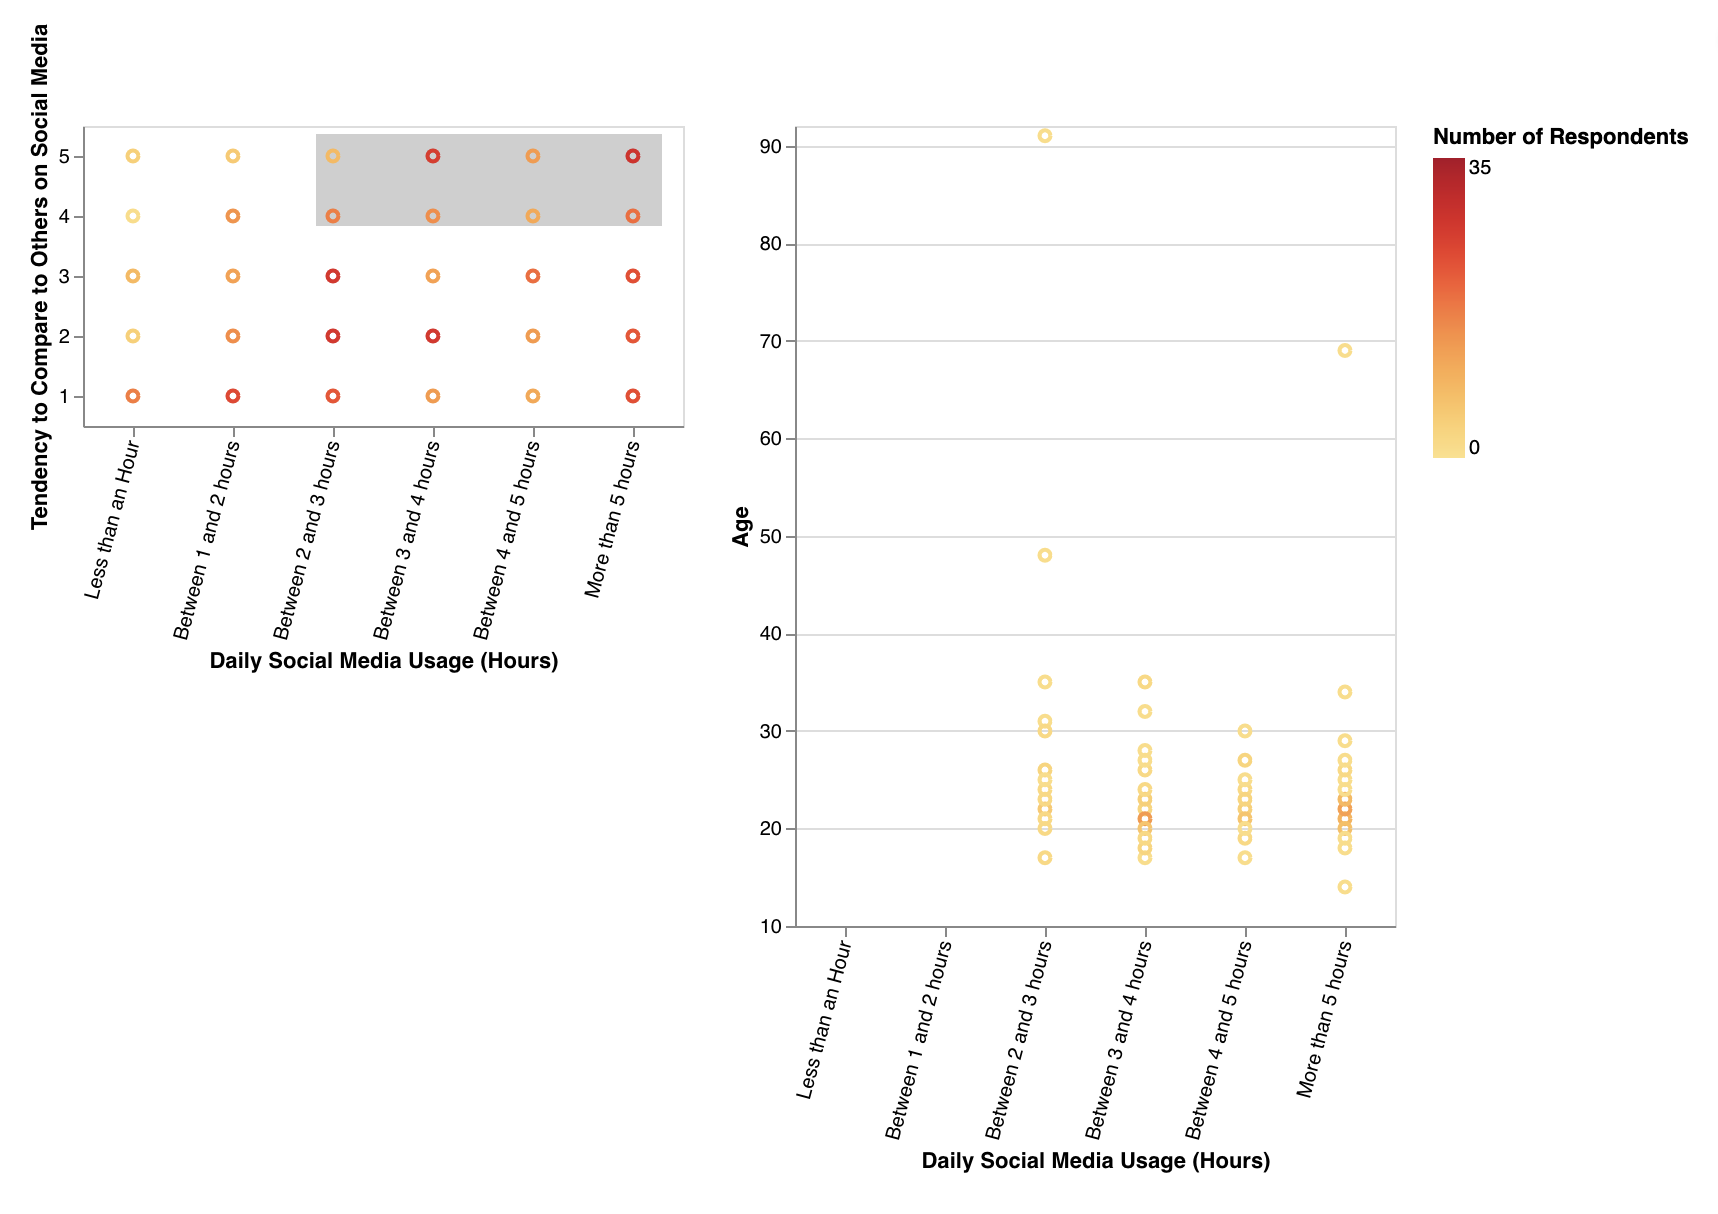 Tendency to Compare to Others on Social Media
5
4
3
2
1
Less than an Hour
Between 1 and 2 hours
Between 2 and 3 hours
Between 3 and 4 hours
Between 4 and 5 hours
More than 5 hours
Daily Social Media Usage (Hours)
Age
90
80
70
60
50
40
30
20
10
Less than an Hour
Between 1 and 2 hours
Between 2 and 3 hours
Between 3 and 4 hours
Between 4 and 5 hours
More than 5 hours
Daily Social Media Usage (Hours)
Number of Respondents
35
0